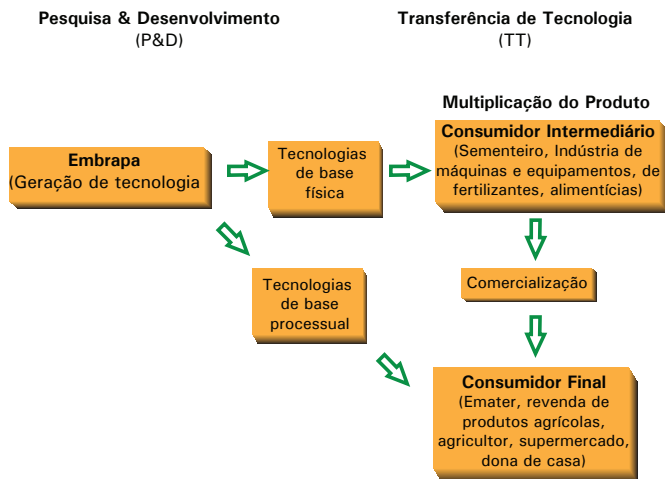 Pesquisa & Desenvolvimento
(P&D)
Transferência de Tecnologia
(TT)
Multiplicação do Produto
Embrapa
(Geração de tecnologia
Tecnologias
de base
física
Consumidor Intermediário
(Sementeiro, Indústria de
máquinas e equipamentos, de
fertilizantes, alimentícias)
Tecnologias
de base
processual
Comercialização
Consumidor Final
(Emater, revenda de
produtos agrícolas,
agricultor, supermercado,
dona de casa)